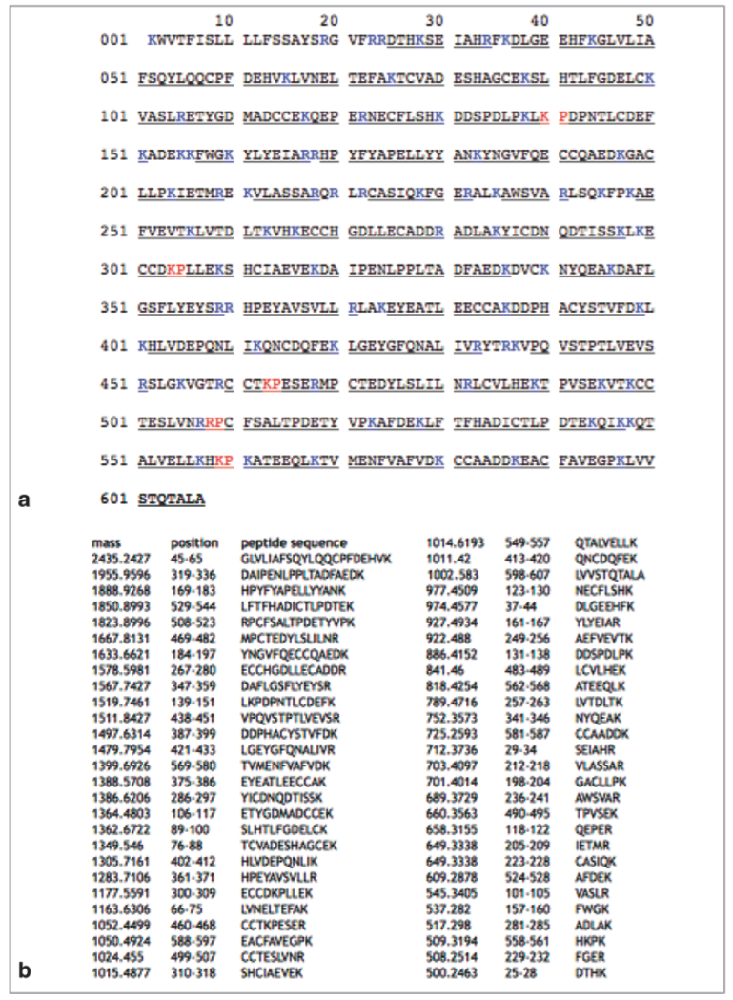 10 20 30 40 50
001 KWVTFISLL LLFSSAYSRG VFRRDTHKSE IAHRFKDLGE EHFKGLVLIA
051 FSQYLQQCPF DEHVKLVNEL TEFAKTCVAD ESHAGCEKSL HTLFGDELCK
101 VASLRETYGD MADCCEKQEP ERNECFLSHK DDSPDLPKLK PDPNTLCDEF
151 KADEKKFWGK YLYEIARRHP YFYAPELLYY ANKYNGVFQE CCQAEDKGAC
201 LLPKIETMRE KVLASSARQR LRCASIQKFG ERALKAWSVA RLSQKFPKAE
251 FVEVTKLVTD LTKVHKECCH GDLLECADDR ADLAKYICDN QDTISSKLKE
301 CCDKPLLEKS HCIAEVEKDA IPENLPPLTA DFAEDKDVCK NYQEAKDAFL
351 GSFLYEYSRR HPEYAVSVLL RLAKEYEATL EECCAKDDPH ACYSTVFDKL
401 KHLVDEPQNL IKQNCDQFEK LGEYGFQNAL IVRYTRKVPQ VSTPTLVEVS
451 RSLGKVGTRC CTKPESERMP CTEDYLSLIL NRLCVLHEKT PVSEKVTKCC
501 TESLVNRRPC FSALTPDETY VPKAFDEKLF TFHADICTLP DTEKQIKKQT
551 ALVELLKHKP KATEEQLKTV MENFVAFVDK CCAADDKEAC FAVEGPKLVV
601 STQTALA
a
mass position peptide sequence
2435.2427 45-65 GLVLIAFSQYLQQCPFDEHVK
1955.9596 319-336 DAIPENLPPLTADFAEDK
1888.9268 169-183 HPYFYAPELLYYANK
1850.8993 529-544 LFTFHADICTLPDTEK
1823.8996 508-523 RPCFSALTPDETYVPK
1667.8131 469-482 MPCTEDYLSLILNR
1633.6621 184-197 YNGVFQECCQAEDK
1578.5981 267-280 ECCHGDLLECADDR
1567.7427 347-359 DAFLGSFLYEYSR
1519.7461 139-151 LKPDPNTLCDEFK
1511.8427 438-451 VPQVSTPTLVEVSR
1497.6314 387-399 DDPHACYSTVFDK
1479.7954 421-433 LGEYGFQNALIVR
1399.6926 569-580 TVMENFVAFVDK
1388.5708 375-386 EYEATLEECCAK
1386.6206 286-297 YICDNQDTISSK
1364.4803 106-117 ETYGDMADCCEK
1362.6722 89-100 SLHTLFGDELCK
1349.546 76-88 TCVADESHAGCEK
1305.7161 402-412 HLVDEPQNLIK
1283.7106 361-371 HPEYAVSVLLR
1177.5591 300-309 ECCDKPLLEK
1163.6306 66-75 LVNELTEFAK
1052.4499 460-468 CCTKPESER
1050.4924 588-597 EACFAVEGPK
1024.455 499-507 CCTESLVNR
1015.4877 310-318 SHCIAEVEK
1014.6193 549-557 QTALVELLK
1011.42 413-420 QNCDQFEK
1002.583 598-607 LVVSTQTALA
977.4509 123-130 NECFLSHK
974.4577 37-44 DLGEEHFK
927.4934 161-167 YLYEIAR
922.488 249-256 AEFVEVTK
886.4152 131-138 DDSPDLPK
841.46 483-489 LCVLHEK
818.4254 562-568 ATEEQLK
789.4716 257-263 LVTDLTK
752.3573 341-346 NYQEAK
725.2593 581-587 CCAADDK
712.3736 29-34 SEIAHR
703.4097 212-218 VLASSAR
701.4014 198-204 GACLLPK
689.3729 236-241 AWSVAR
660.3563 490-495 TPVSEK
658.3155 118-122 QEPER
649.3338 205-209 IETMR
649.3338 223-228 CASIQK
609.2878 524-528 AFDEK
545.3405 101-105 VASLR
537.282 157-160 FWGK
517.298 281-285 ADLAK
509.3194 558-561 HKPK
508.2514 229-232 FGER
500.2463 25-28 DTHK
b